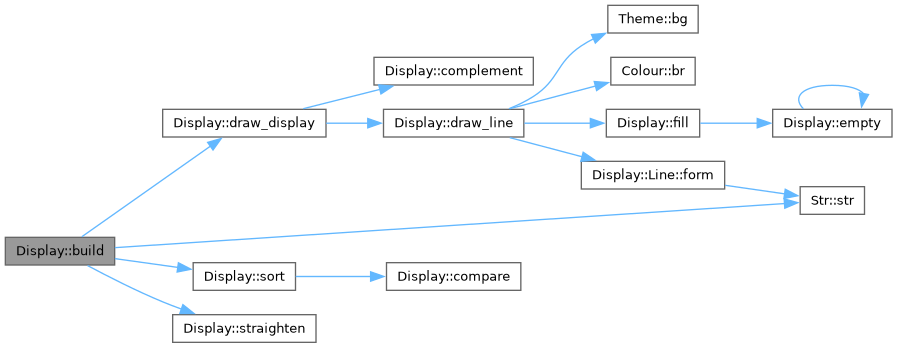 Theme::bg
Display::complement
Colour::br
Display::draw_display
Display::draw_line
Display::fill
Display::empty
Display::Line::form
Str::str
Display::build
Display::sort
Display::compare
Display::straighten